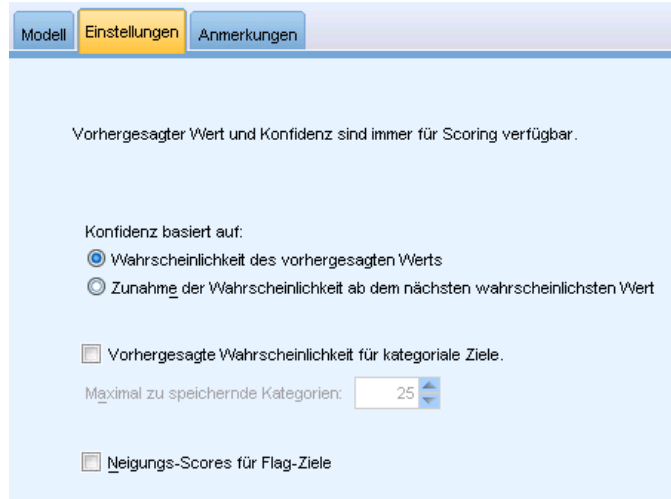 Modell Einstellungen Anmerkungen
Vorhergesagter Wert und Konfidenz sind immer für Scoring verfügbar.
Konfidenz basiert auf:
Wahrscheinlichkeit des vorhergesagten Werts
Zunahme der Wahrscheinlichkeit ab dem nächsten wahrscheinlichsten Wert
Vorhergesagte Wahrscheinlichkeit für kategoriale Ziele.
Maximal zu speichernde Kategorien: 25
Neigungs-Scores für Flag-Ziele